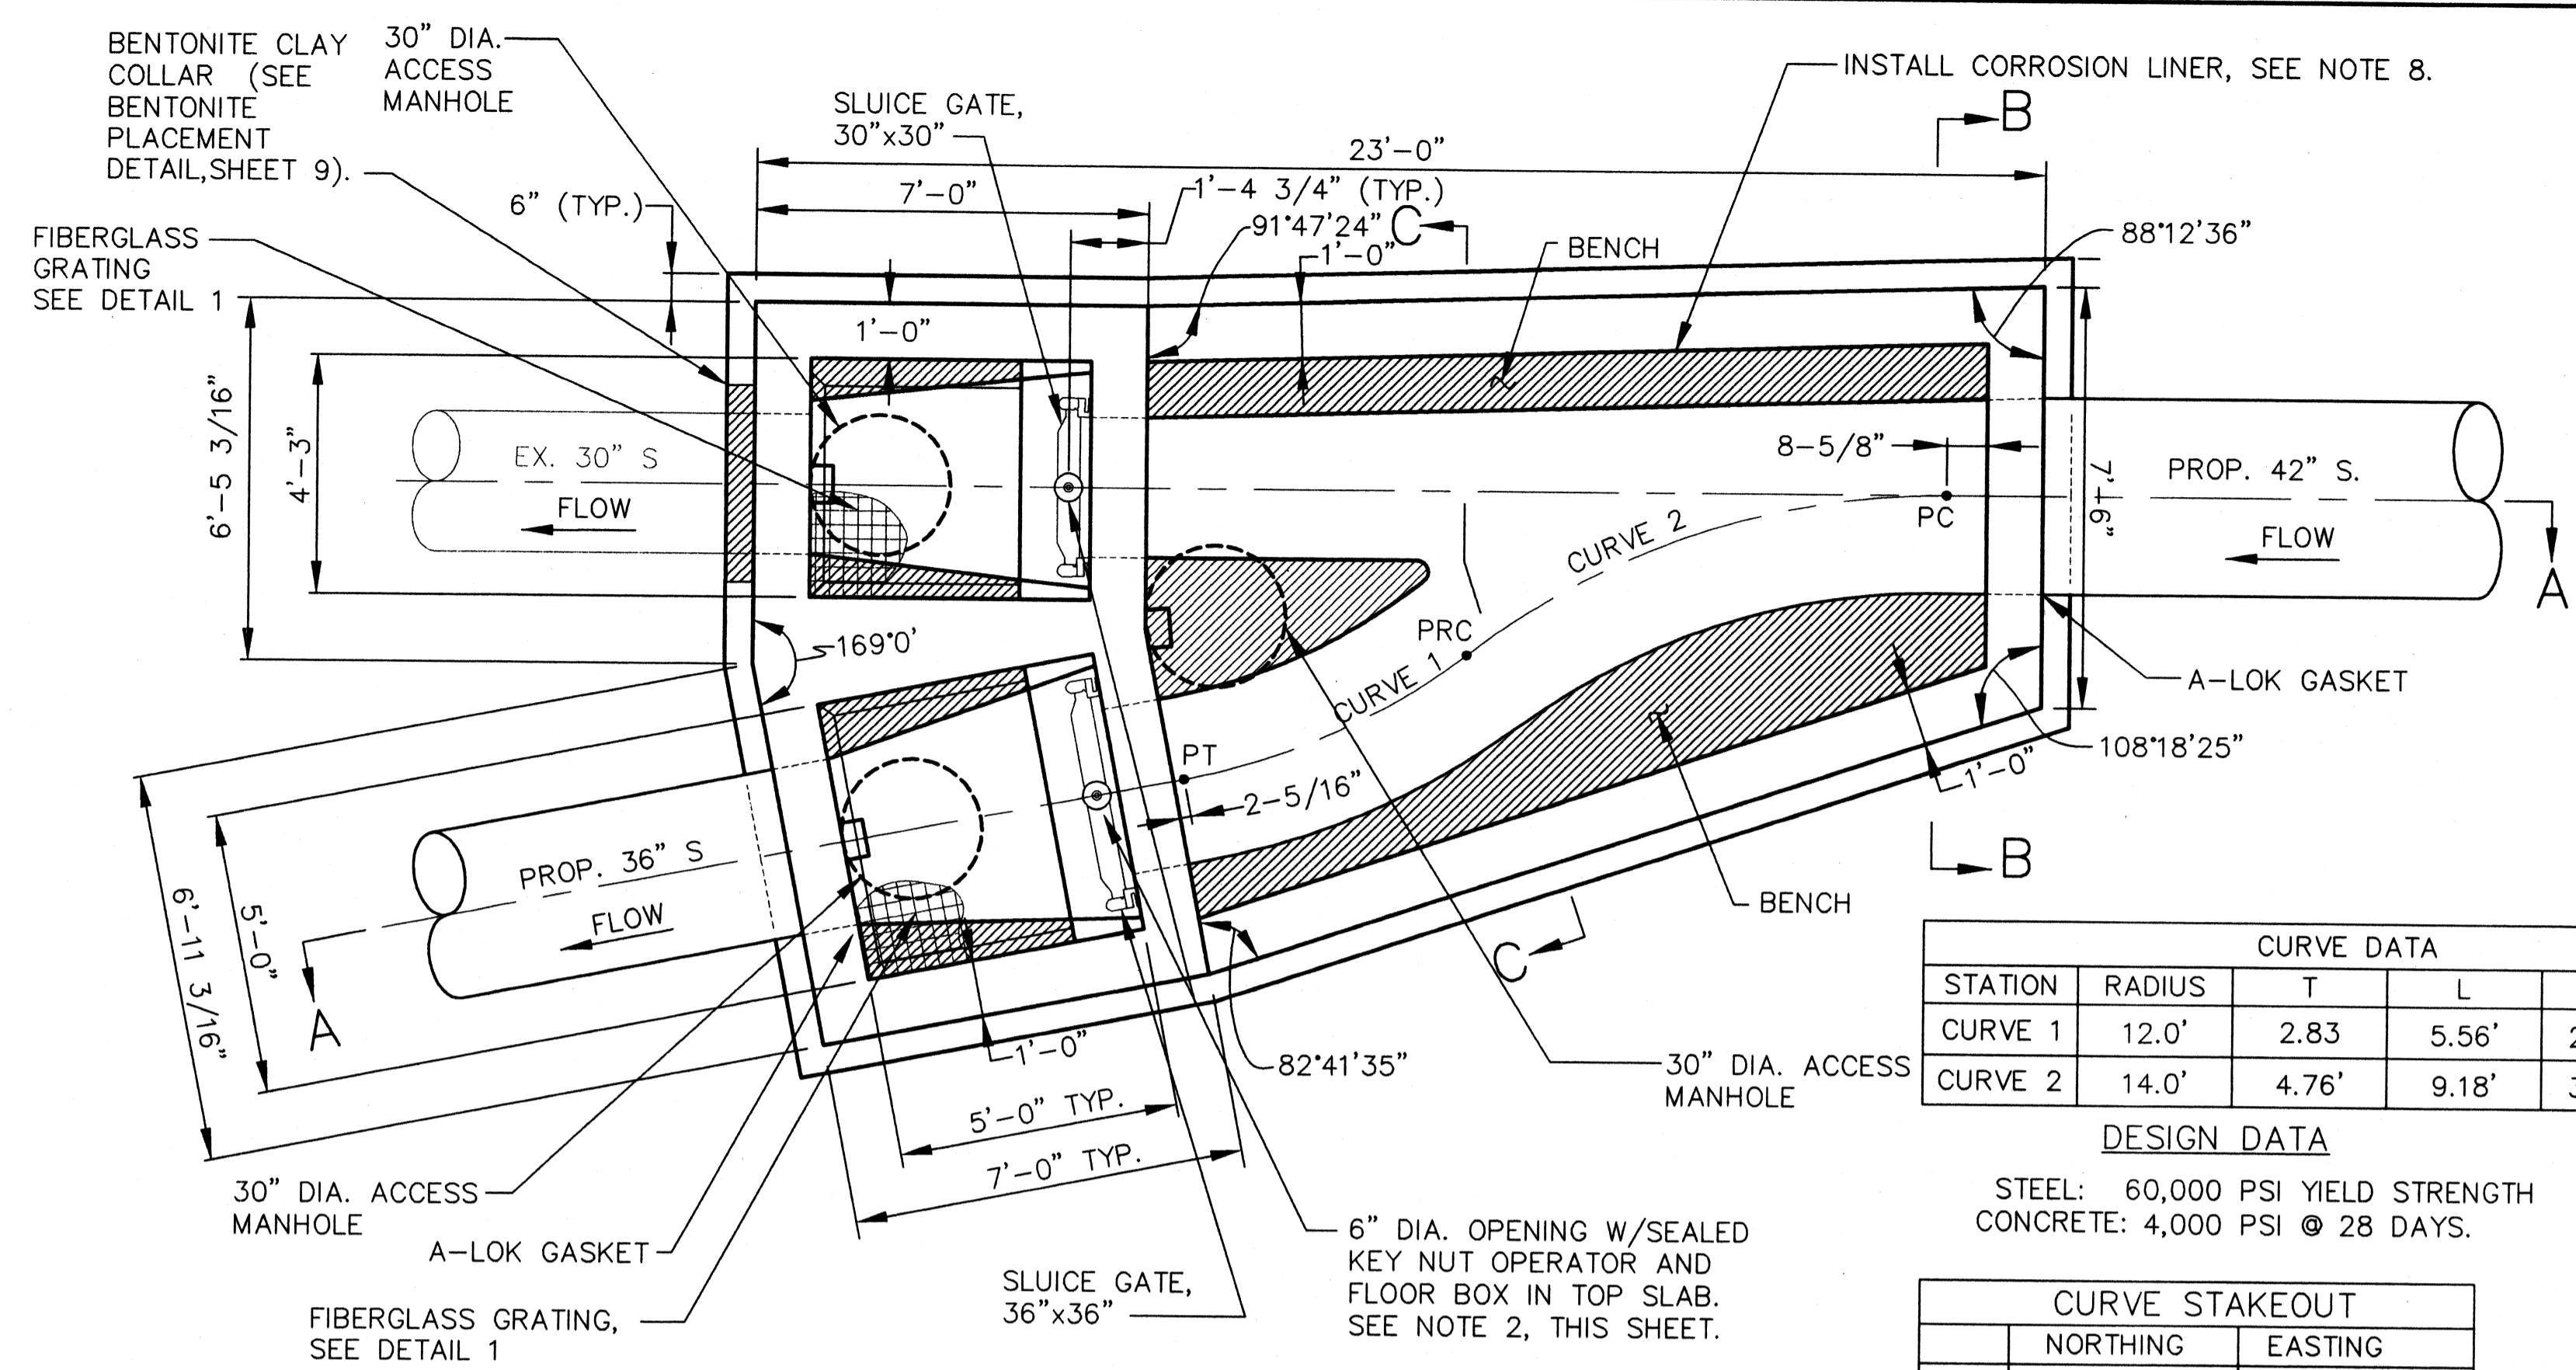 BENTONITE CLAY
COLLAR (SEE
BENTONITE
PLACEMENT
DETAIL,SHEET 9).
30" DIA.
ACCESS
MANHOLE
SLUICE GATE,
30"x30"
INSTALL CORROSION LINER, SEE NOTE 8.
B
23'-0"
7'-0"
1'-4 3/4" (TYP.)
6" (TYP.)
91°47'24"
C
1'-0"
BENCH
88°12'36"
FIBERGLASS
GRATING
SEE DETAIL 1
1'-0"
6'-5 3/16"
4'-3"
EX. 30" S
FLOW
8-5/8"
PC
7'-6"
PROP. 42" S.
FLOW
A
CURVE 2
PRC
CURVE 1
169°0'
A-LOK GASKET
PT
2-5/16"
108°18'25"
1'-0"
B
BENCH
C
PROP. 36" S
FLOW
6'-11 3/16"
5'-0"
A
1'-0"
82°41'35"
5'-0" TYP.
7'-0" TYP.
30" DIA. ACCESS
MANHOLE
30" DIA. ACCESS
MANHOLE
A-LOK GASKET
FIBERGLASS GRATING,
SEE DETAIL 1
SLUICE GATE,
36"x36"
6" DIA. OPENING W/SEALED
KEY NUT OPERATOR AND
FLOOR BOX IN TOP SLAB.
SEE NOTE 2, THIS SHEET.
CURVE DATA
STATION RADIUS T L
CURVE 1 12.0' 2.83 5.56'
CURVE 2 14.0' 4.76' 9.18'
DESIGN DATA
STEEL: 60,000 PSI YIELD STRENGTH
CONCRETE: 4,000 PSI @ 28 DAYS.
CURVE STAKEOUT
NORTHING EASTING